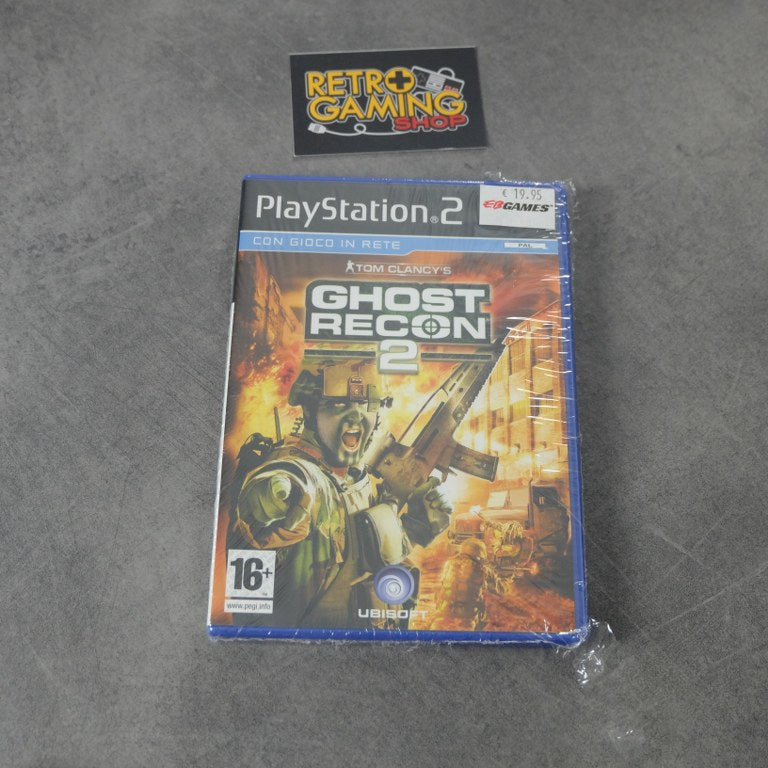 RETRO
GAMING
SHOP
PlayStation®2
€ 19.95
EBGAMES™
CON GIOCO IN RETE
PAL
TOM CLANCY'S
GHOST
RECON
2
16+
www.pegi.info
UBISOFT